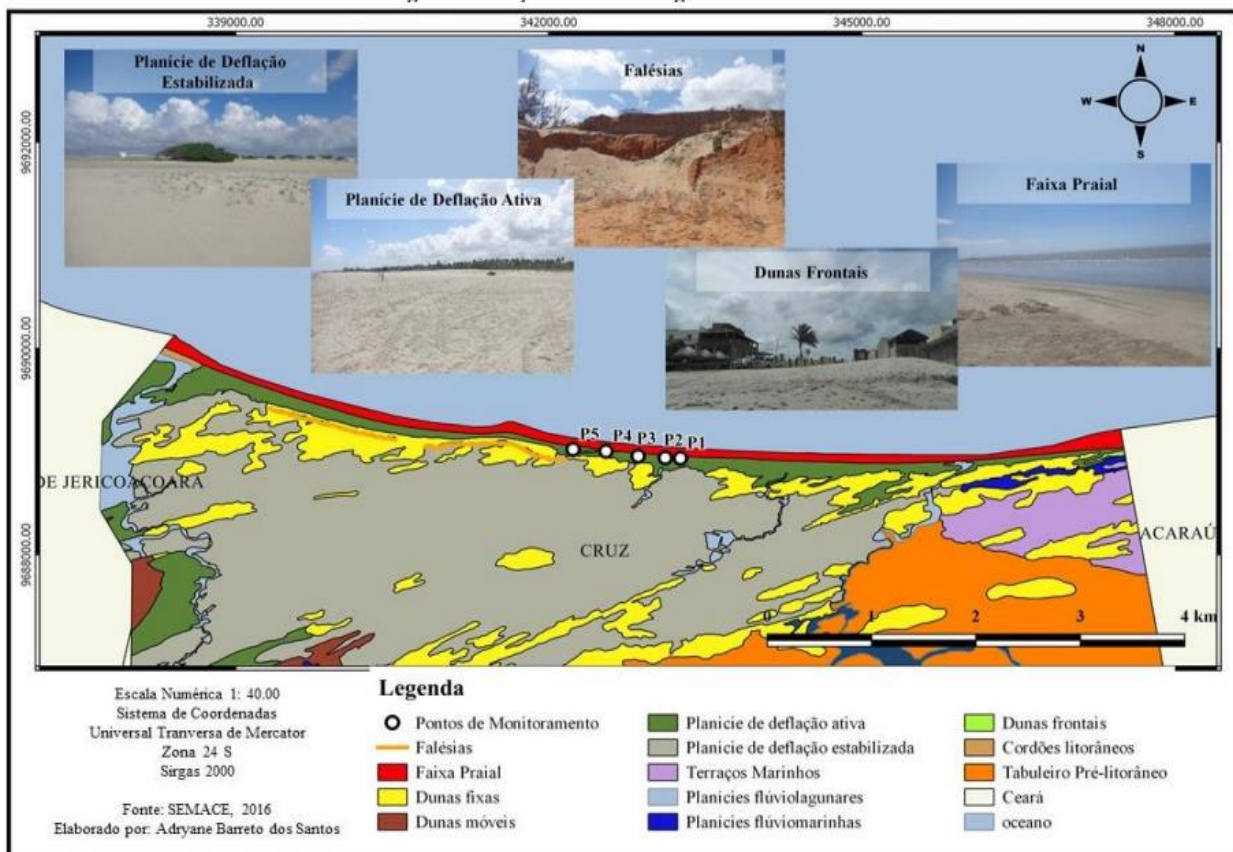 339000.00
342000.00
345000.00
348000.00
9692000.00
9690000.00
9688000.00
Planície de Deflação
Estabilizada
Falésias
N
W
E
S
Planície de Deflação Ativa
Faixa Praial
Dunas Frontais
P5
P4
P3
P2
P1
DE JERICOACOARA
CRUZ
ACARAÚ
0
1
2
3
4 km
Escala Numérica 1: 40.00
Sistema de Coordenadas
Universal Tranversa de Mercator
Zona 24 S
Sirgas 2000
Fonte: SEMACE, 2016
Elaborado por: Adryane Barreto dos Santos
Legenda
Pontos de Monitoramento
Falésias
Faixa Praial
Dunas fixas
Dunas móveis
Planicie de deflação ativa
Planicie de deflação estabilizada
Terraços Marinhos
Planícies flúviolagunares
Planícies flúviomarinhas
Dunas frontais
Cordões litorâneos
Tabuleiro Pré-litorâneo
Ceará
oceano